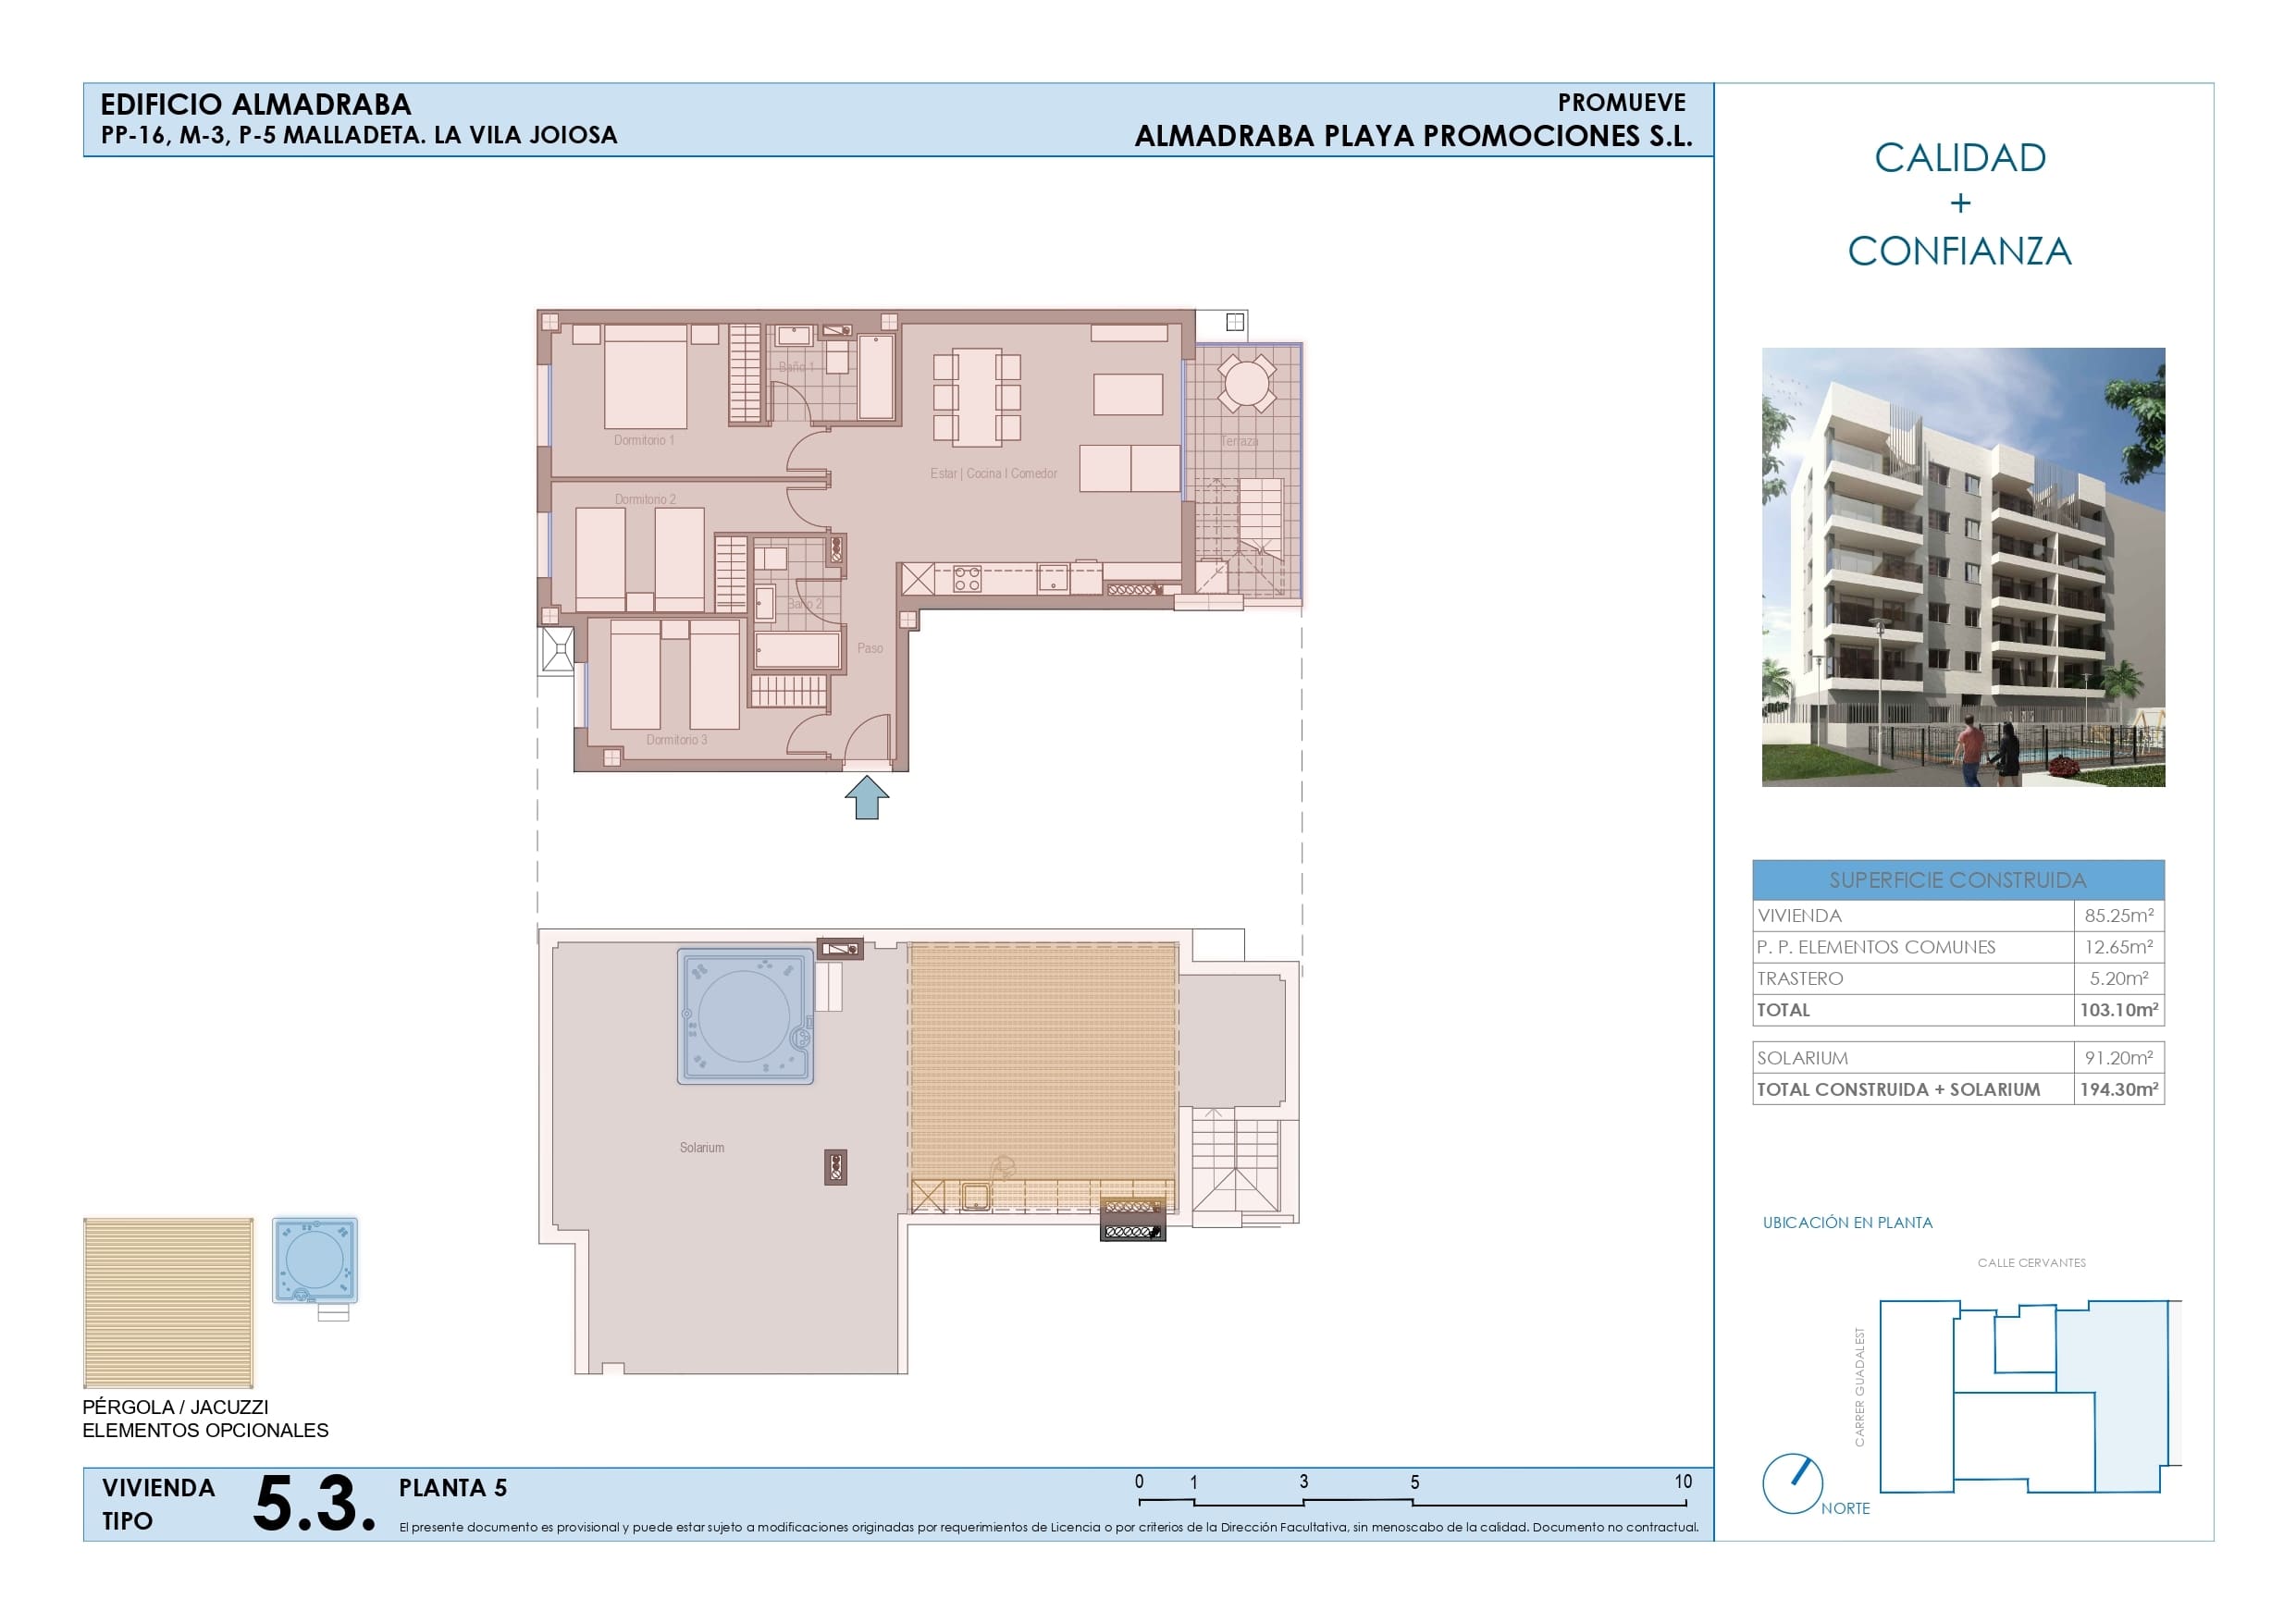 EDIFICIO ALMADRABA
PP-16, M-3, P-5 MALLADETA. LA VILA JOIOSA
PROMUEVE
ALMADRABA PLAYA PROMOCIONES S.L.
CALIDAD
+
CONFIANZA
Baño 1
Dormitorio 1
Terraza
Estar | Cocina I Comedor
Dormitorio 2
Baño 2
Paso
Dormitorio 3
SUPERFICIE CONSTRUIDA
VIVIENDA 85.25m²
P. P. ELEMENTOS COMUNES 12.65m²
TRASTERO 5.20m²
TOTAL 103.10m²
SOLARIUM 91.20m²
TOTAL CONSTRUIDA + SOLARIUM 194.30m²
Solarium
UBICACIÓN EN PLANTA
CALLE CERVANTES
CARRER GUADALEST
NORTE
PÉRGOLA / JACUZZI
ELEMENTOS OPCIONALES
VIVIENDA
TIPO
5.3.
PLANTA 5
0 1 3 5 10
El presente documento es provisional y puede estar sujeto a modificaciones originadas por requerimientos de Licencia o por criterios de la Dirección Facultativa, sin menoscabo de la calidad. Documento no contractual.